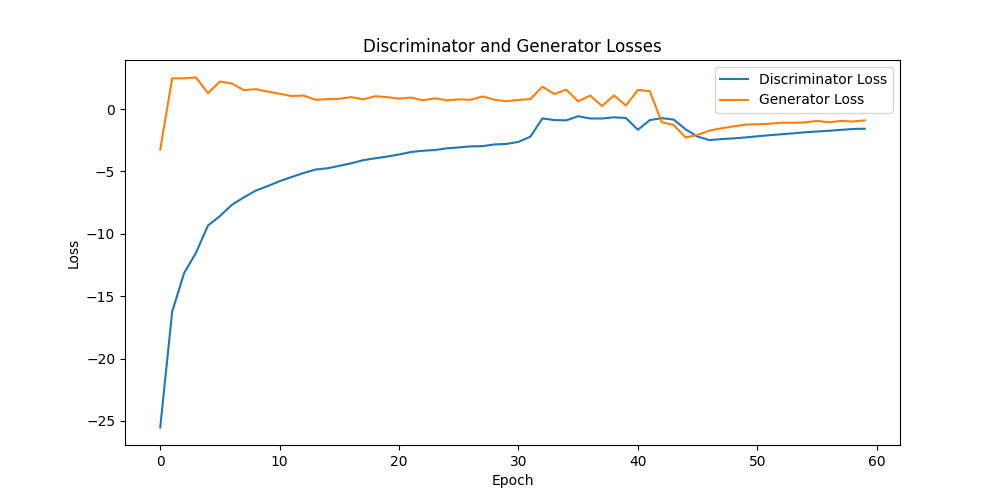 Discriminator and Generator Losses
Discriminator Loss
Generator Loss
0
−5
−10
−15
−20
−25
Loss
0 10 20 30 40 50 60
Epoch